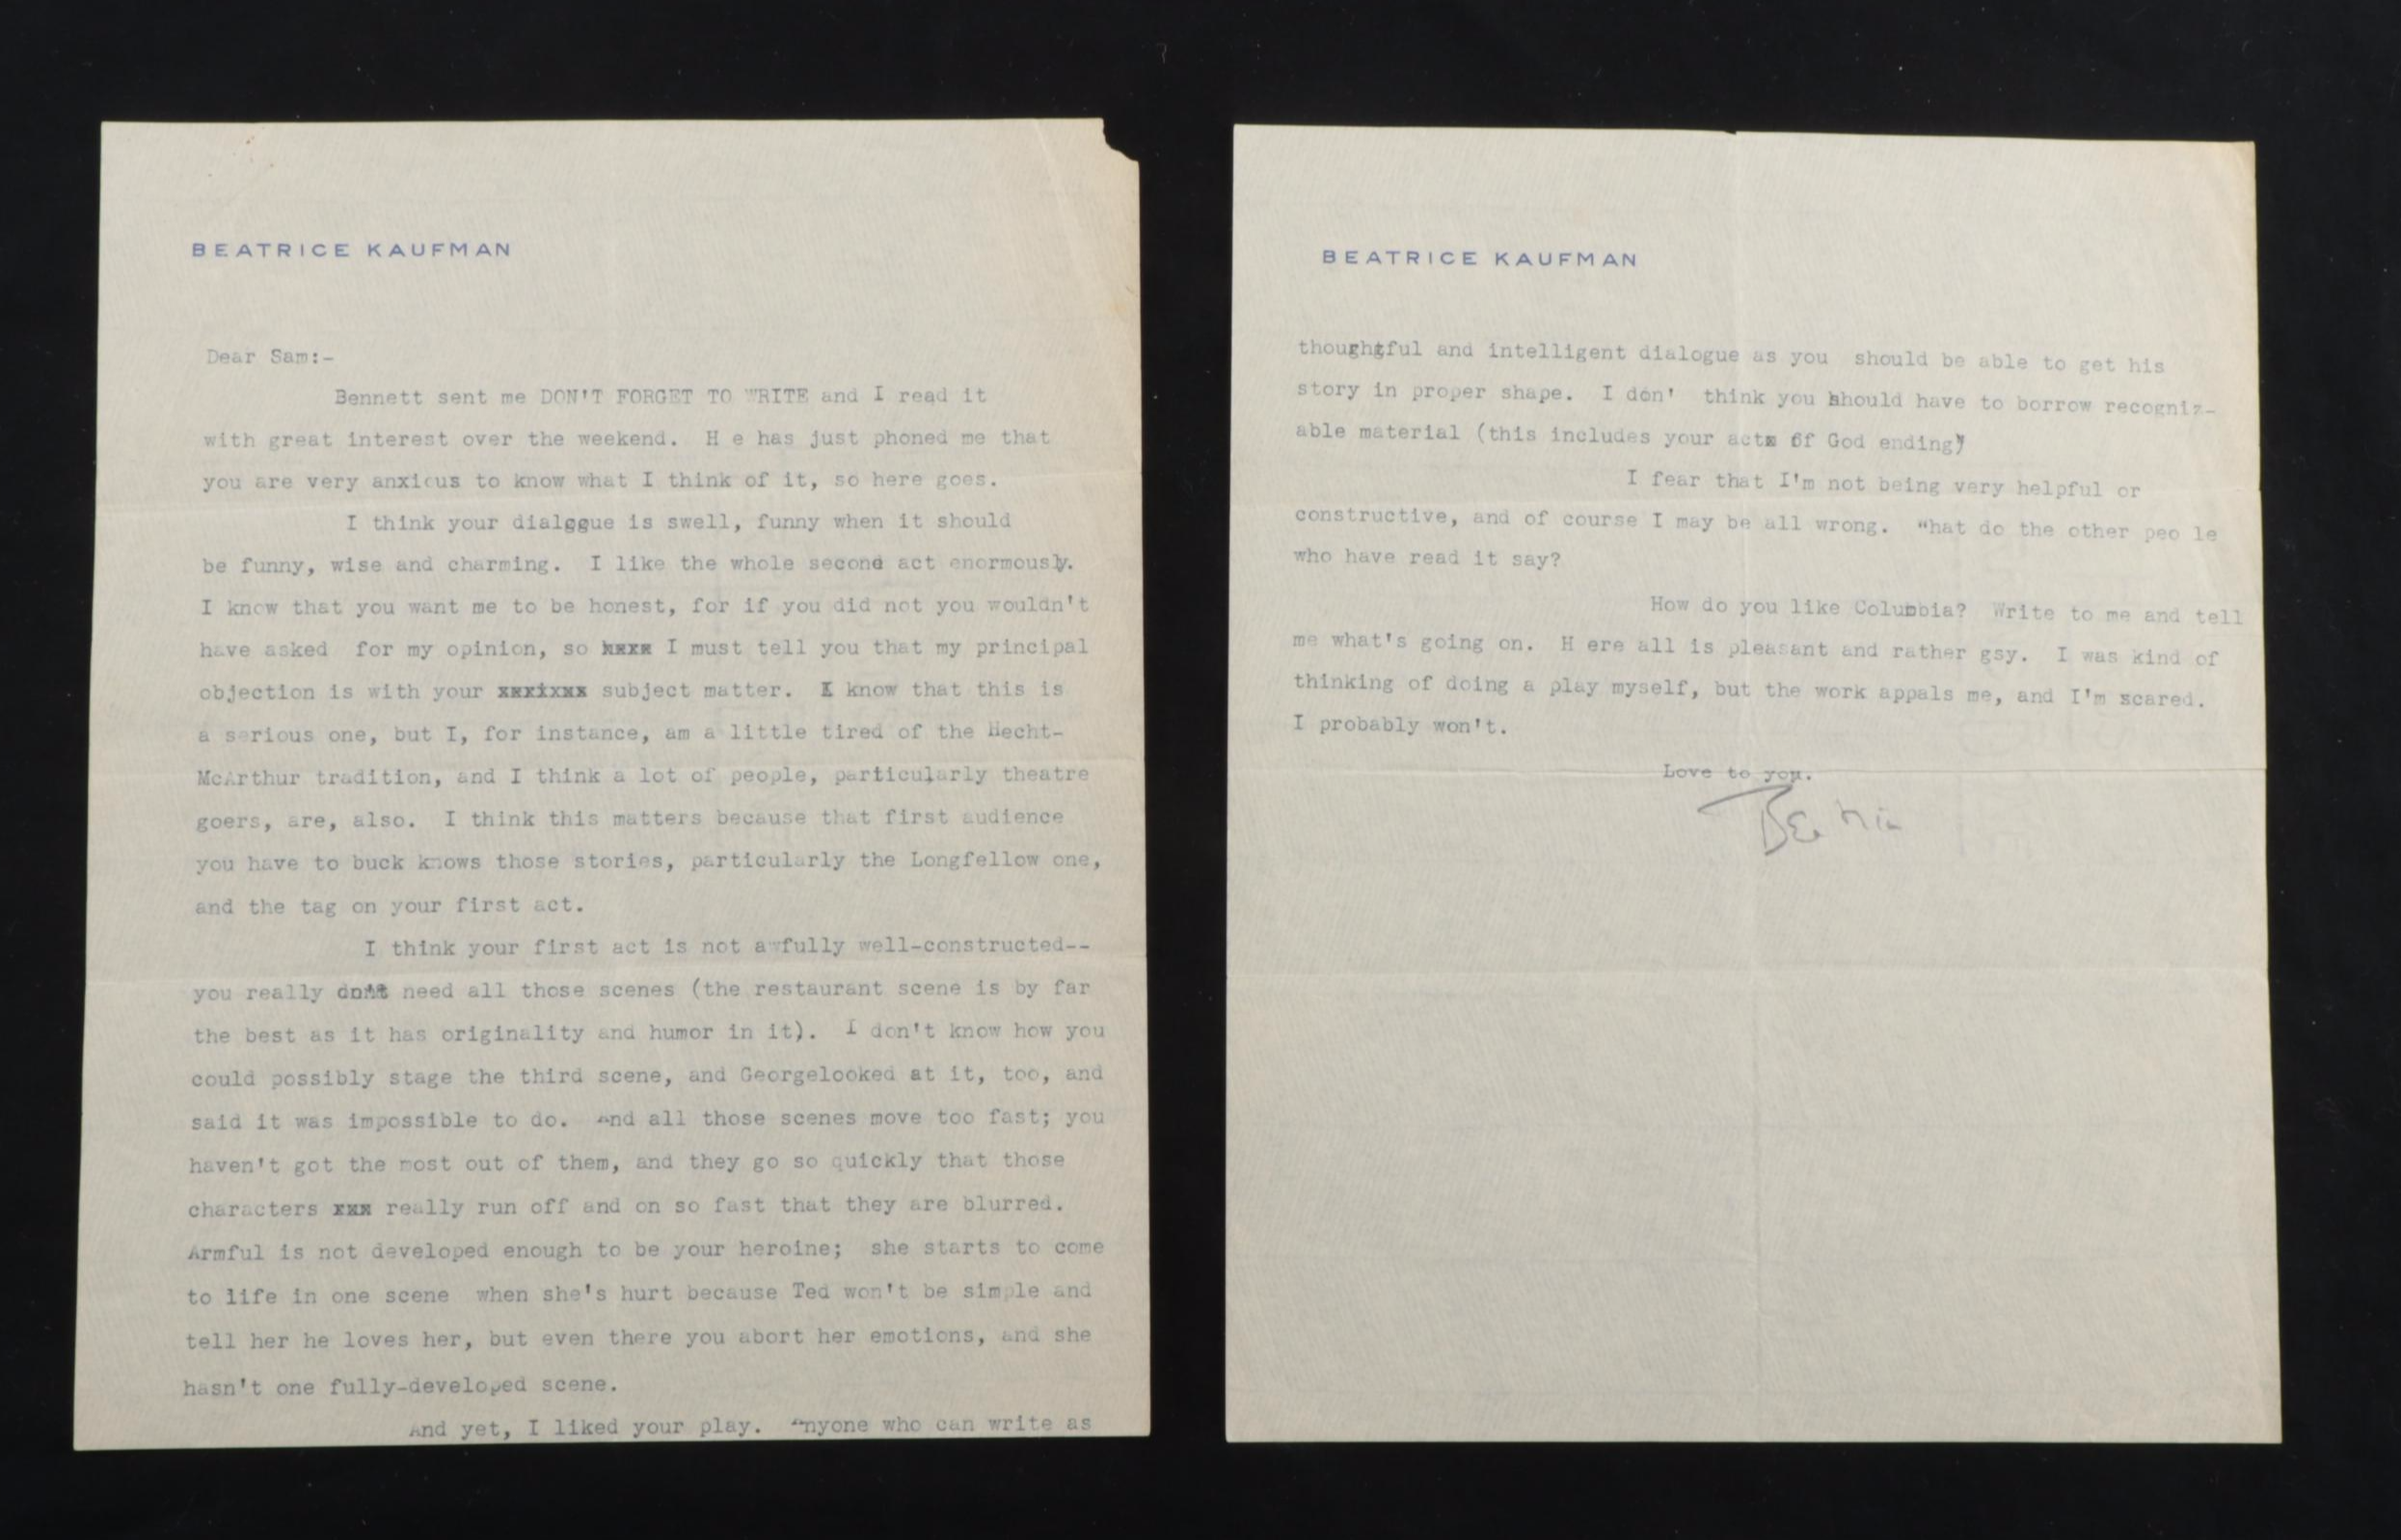 BEATRICE KAUFMAN
Dear Sam:-
Bennett sent me DON'T FORGET TO WRITE and I read it
with great interest over the weekend. H e has just phoned me that
you are very anxious to know what I think of it, so here goes.
I think your dialogue is swell, funny when it should
be funny, wise and charming. I like the whole second act enormously.
I know that you want me to be honest, for if you did not you wouldn't
have asked for my opinion, so xxxx I must tell you that my principal
objection is with your xxxixxx subject matter. I know that this is
a serious one, but I, for instance, am a little tired of the Hecht-
McArthur tradition, and I think a lot of people, particularly theatre
goers, are, also. I think this matters because that first audience
you have to buck knows those stories, particularly the Longfellow one,
and the tag on your first act.
I think your first act is not awfully well-constructed--
you really don't need all those scenes (the restaurant scene is by far
the best as it has originality and humor in it). I don't know how you
could possibly stage the third scene, and Georgelooked at it, too, and
said it was impossible to do. And all those scenes move too fast; you
haven't got the most out of them, and they go so quickly that those
characters xxx really run off and on so fast that they are blurred.
Armful is not developed enough to be your heroine; she starts to come
to life in one scene when she's hurt because Ted won't be simple and
tell her he loves her, but even there you abort her emotions, and she
hasn't one fully-developed scene.
And yet, I liked your play. Anyone who can write as
BEATRICE KAUFMAN
thoughtful and intelligent dialogue as you should be able to get his
story in proper shape. I don' think you should have to borrow recogniz-
able material (this includes your act of God ending)
I fear that I'm not being very helpful or
constructive, and of course I may be all wrong. "hat do the other peo le
who have read it say?
How do you like Columbia? Write to me and tell
me what's going on. H ere all is pleasant and rather gsy. I was kind of
thinking of doing a play myself, but the work appals me, and I'm scared.
I probably won't.
Love to you.